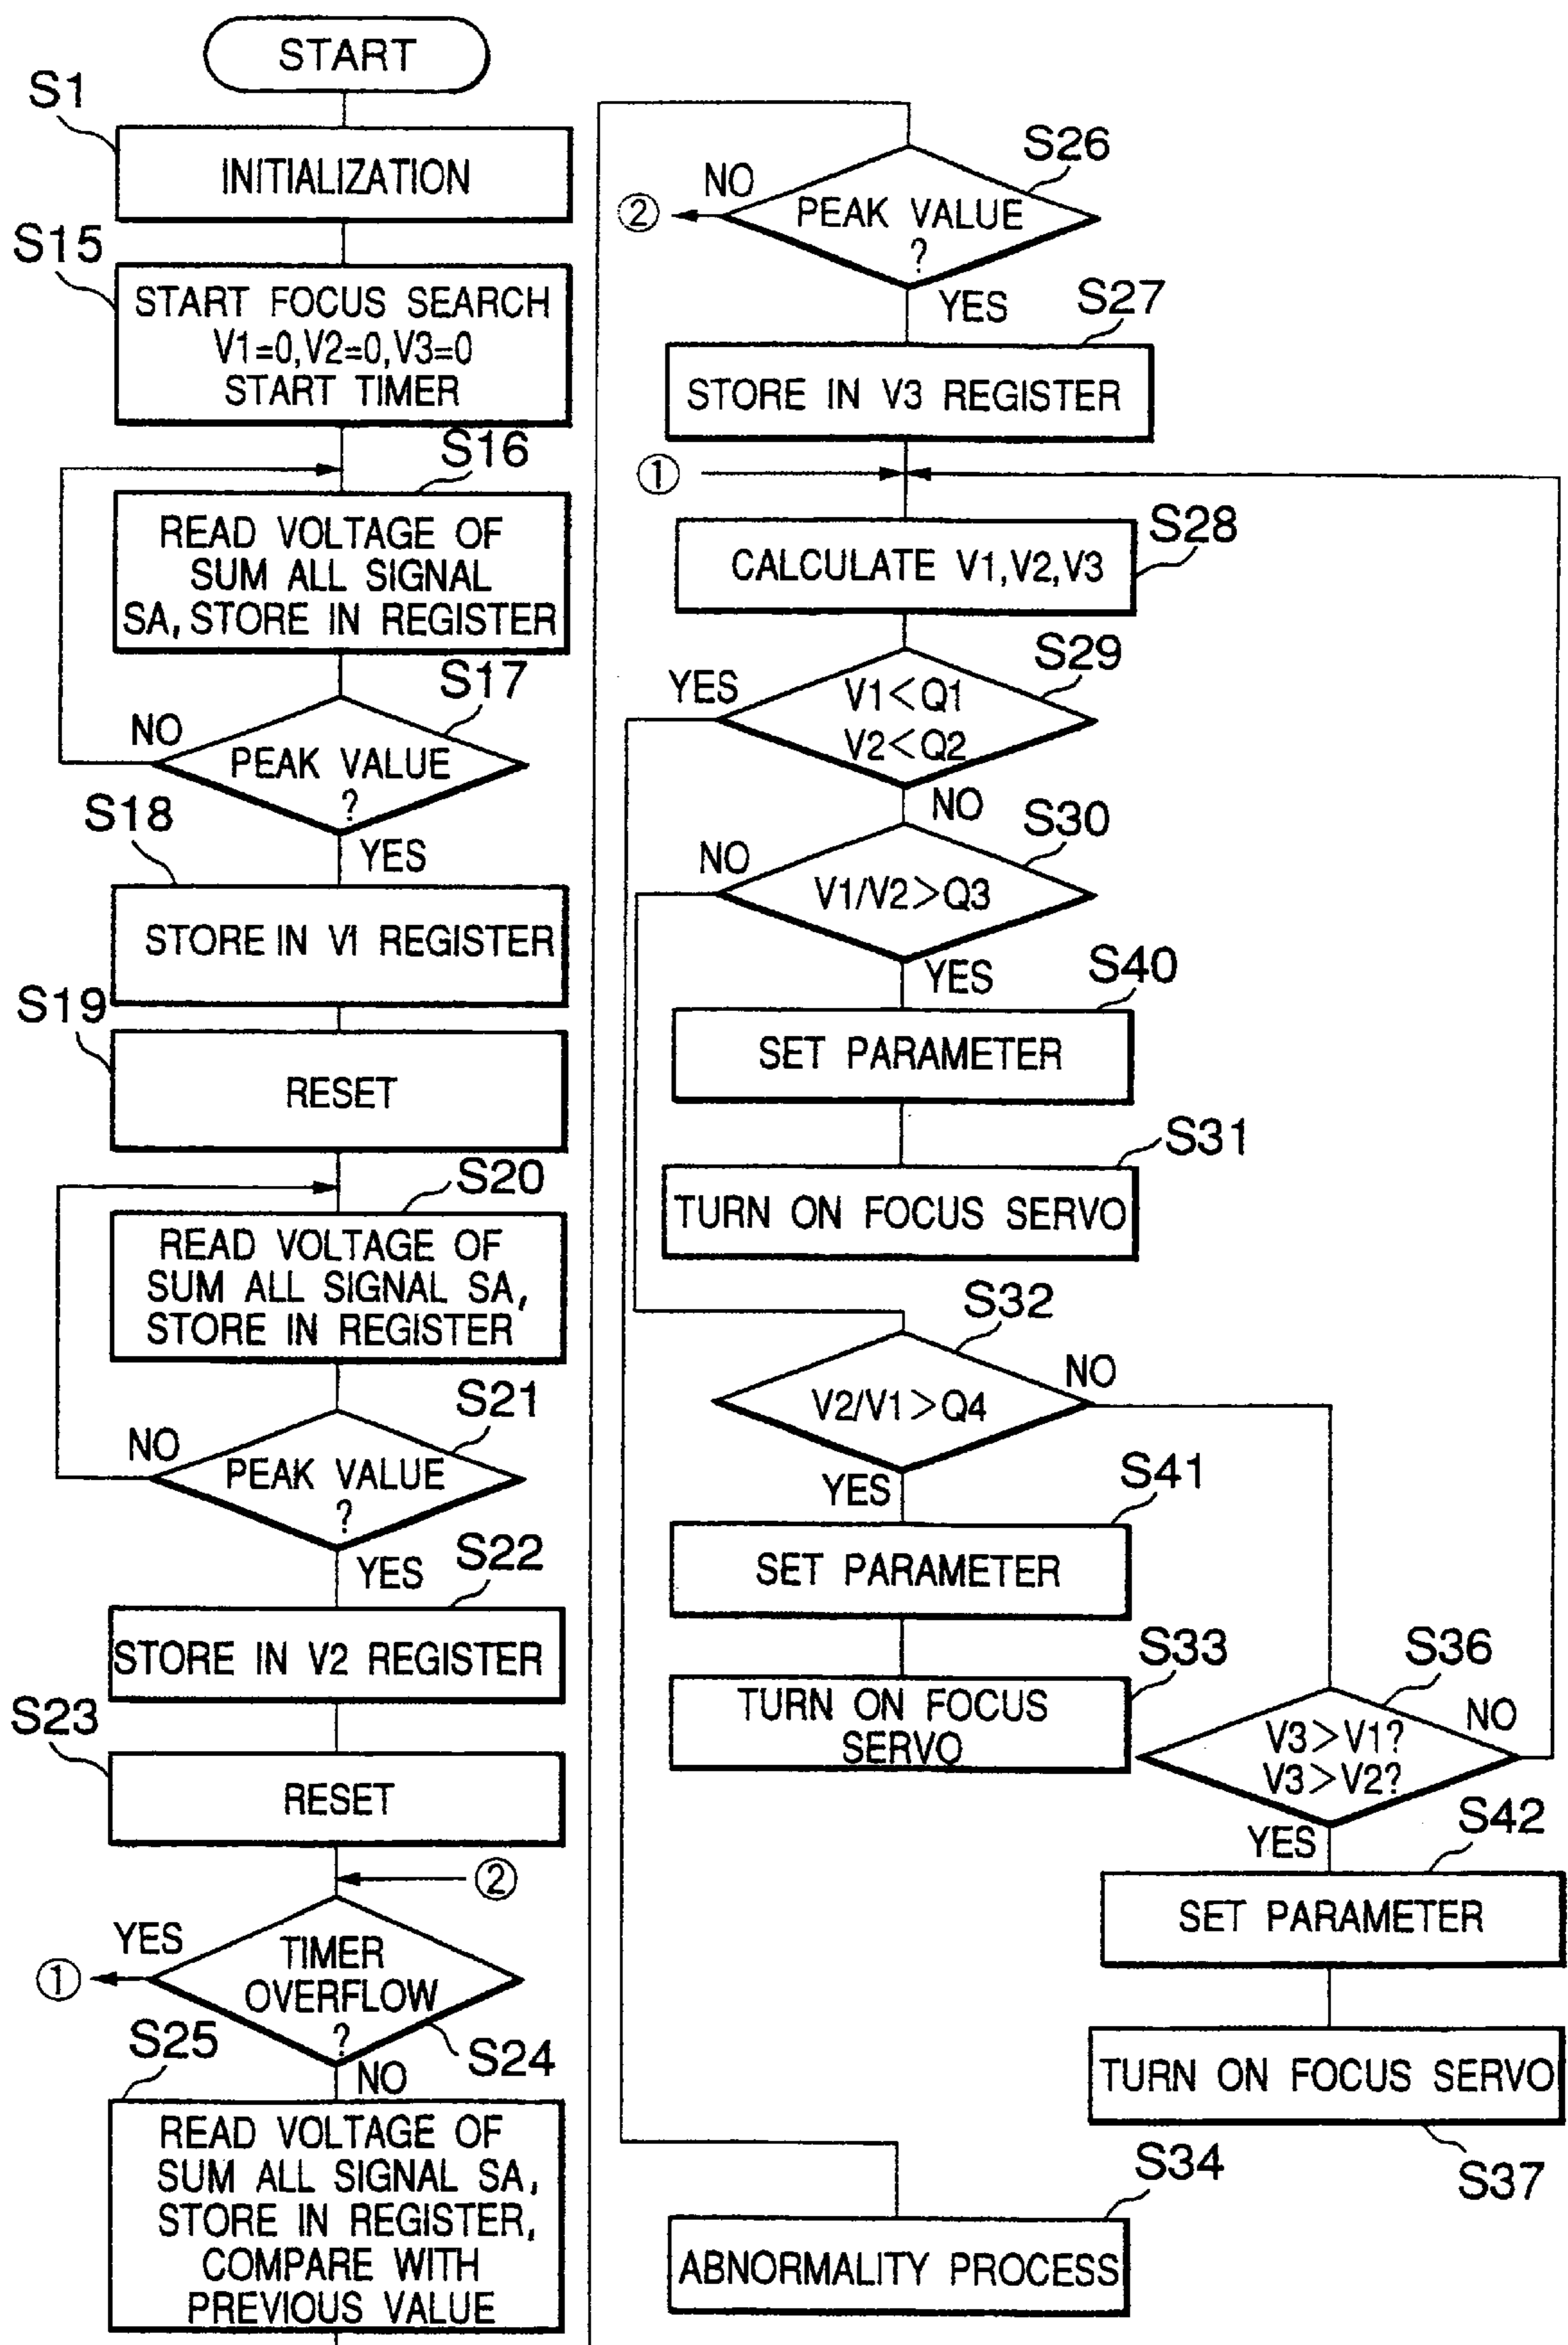 START
S1
INITIALIZATION
S15
START FOCUS SEARCH
V1=0,V2=0,V3=0
START TIMER
S16
READ VOLTAGE OF
SUM ALL SIGNAL
SA, STORE IN REGISTER
S17
NO
PEAK VALUE
?
S18
YES
STORE IN V1 REGISTER
S19
RESET
S20
READ VOLTAGE OF
SUM ALL SIGNAL SA,
STORE IN REGISTER
S21
NO
PEAK VALUE
?
YES
S22
STORE IN V2 REGISTER
S23
RESET
②
YES
①
TIMER
OVERFLOW
?
S24
NO
S25
READ VOLTAGE OF
SUM ALL SIGNAL SA,
STORE IN REGISTER,
COMPARE WITH
PREVIOUS VALUE
S26
NO
②
PEAK VALUE
?
YES
S27
STORE IN V3 REGISTER
①
S28
CALCULATE V1,V2,V3
S29
YES
V1<Q1
V2<Q2
NO
S30
NO
V1/V2>Q3
YES
S40
SET PARAMETER
S31
TURN ON FOCUS SERVO
S32
V2/V1>Q4
NO
YES
S41
SET PARAMETER
S33
TURN ON FOCUS
SERVO
S36
V3>V1?
V3>V2?
NO
YES
S42
SET PARAMETER
TURN ON FOCUS SERVO
S37
S34
ABNORMALITY PROCESS